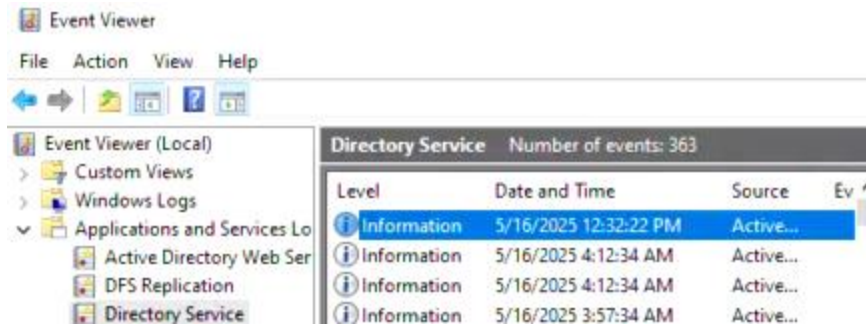 Event Viewer
File Action View Help
Event Viewer (Local)
Custom Views
Windows Logs
Applications and Services Lo
Active Directory Web Ser
DFS Replication
Directory Service
Directory Service Number of events: 363
Level Date and Time Source Ev
Information 5/16/2025 12:32:22 PM Active...
Information 5/16/2025 4:12:34 AM Active...
Information 5/16/2025 4:12:34 AM Active...
Information 5/16/2025 3:57:34 AM Active...